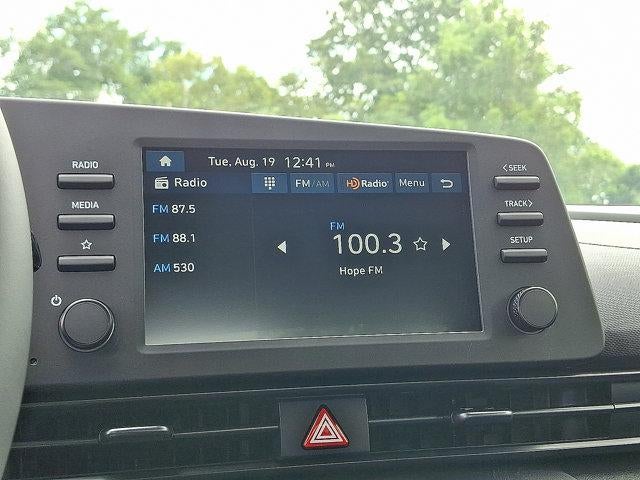 RADIO
MEDIA
Tue, Aug. 19 12:41 PM
Radio FM/AM HD Radio Menu
FM 87.5
FM 88.1
AM 530
FM
100.3
Hope FM
< SEEK
TRACK >
SETUP